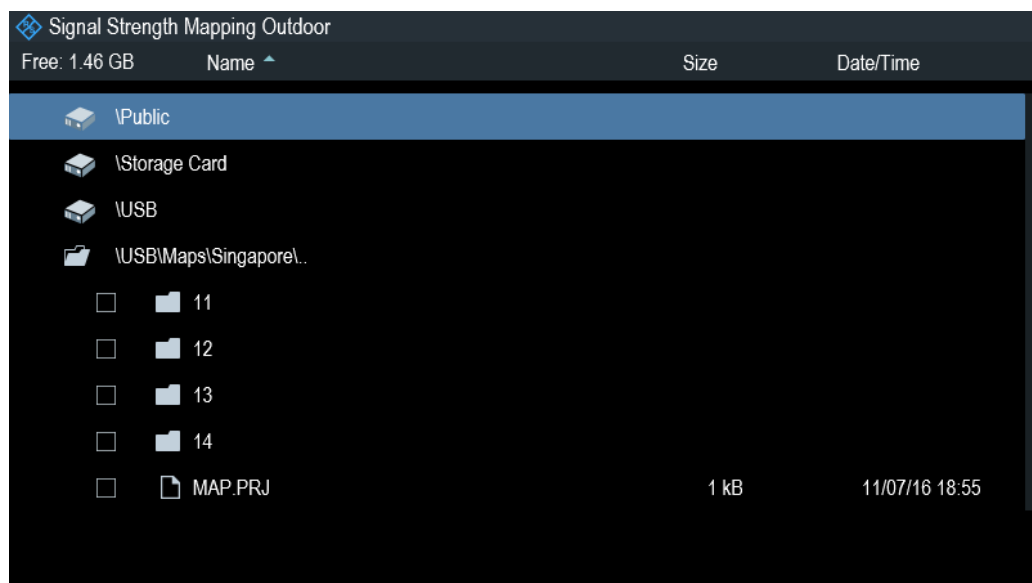 Signal Strength Mapping Outdoor
Free: 1.46 GB Name Size Date/Time
\Public
\Storage Card
\USB
\USB\Maps\Singapore\..
11
12
13
14
MAP.PRJ 1 kB 11/07/16 18:55